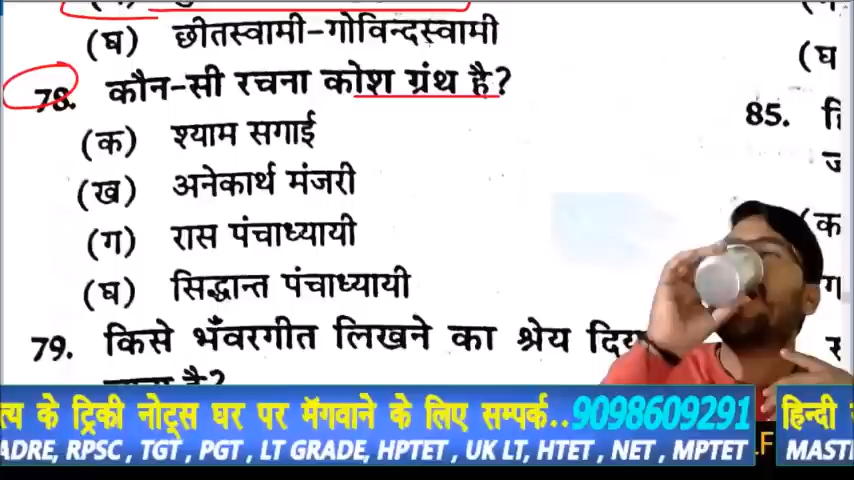 (घ) छीतस्वामी-गोविन्दस्वामी
78. कौन-सी रचना कोश ग्रंथ है?
(क) श्याम सगाई
(ख) अनेकार्थ मंजरी
(ग) रास पंचाध्यायी
(घ) सिद्धान्त पंचाध्यायी
79. किसे भँवरगीत लिखने का श्रेय
(घ
85.
(क
त्य के ट्रिकी नोट्स घर पर मँगवाने के लिए सम्पर्क..9098609291
हिन्दी
ADRE, RPSC , TGT , PGT , LT GRADE, HPTET , UK LT, HTET , NET , MPTET